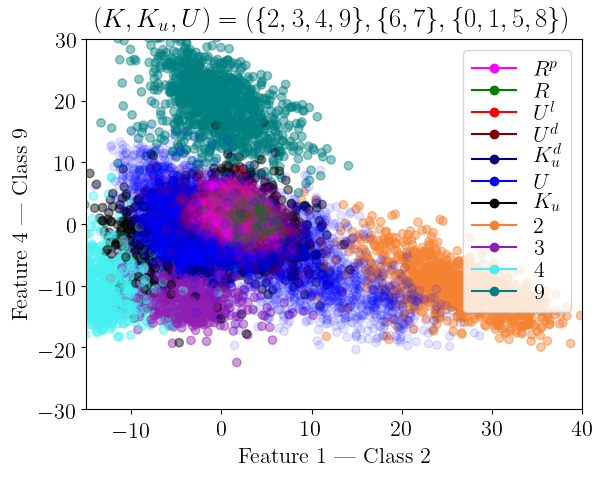 (K, K_u, U) = ({2, 3, 4, 9}, {6, 7}, {0, 1, 5, 8})
30
20
10
0
−10
−20
−30
Feature 4 — Class 9
R^p
R
U^l
U^d
K_u^d
U
K_u
2
3
4
9
−10
0
10
20
30
40
Feature 1 — Class 2